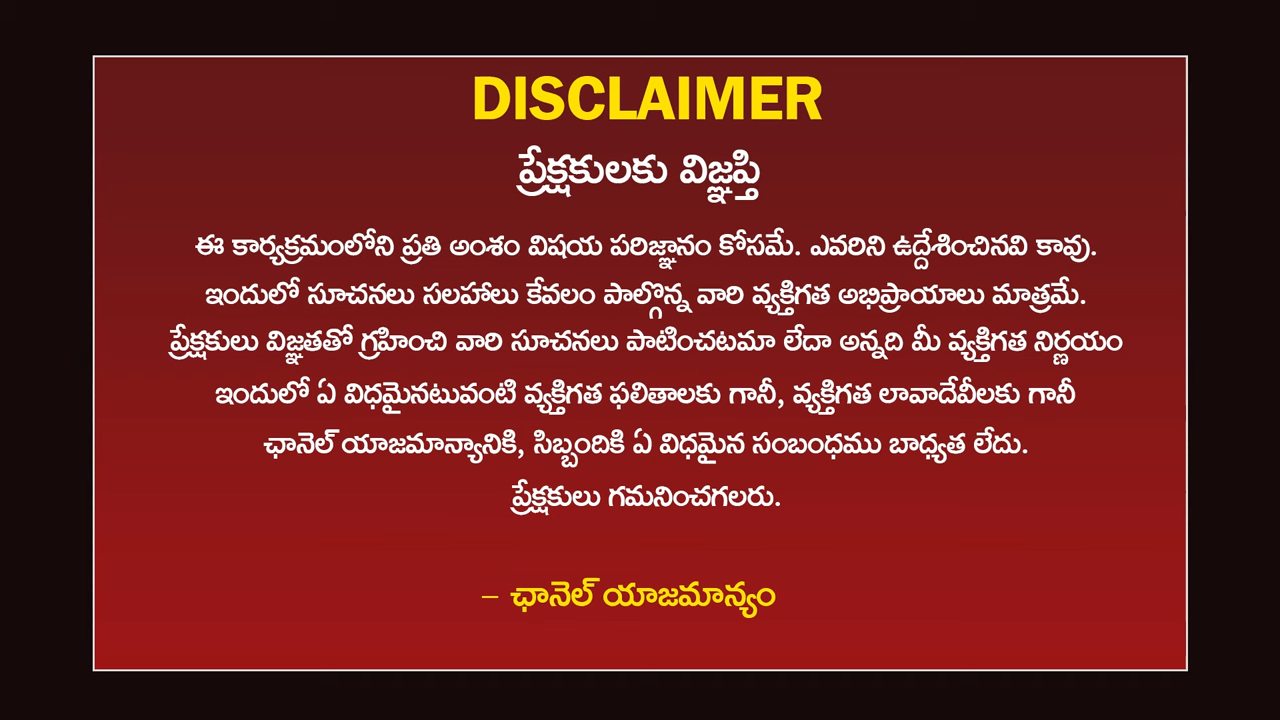 DISCLAIMER
ప్రేక్షకులకు విజ్ఞప్తి
ఈ కార్యక్రమంలోని ప్రతి అంశం విషయ పరిజ్ఞానం కోసమే. ఎవరిని ఉద్దేశించినవి కావు.
ఇందులో సూచనలు సలహాలు కేవలం పాల్గొన్న వారి వ్యక్తిగత అభిప్రాయాలు మాత్రమే.
ప్రేక్షకులు విజ్ఞతతో గ్రహించి వారి సూచనలు పాటించటమా లేదా అన్నది మీ వ్యక్తిగత నిర్ణయం
ఇందులో ఏ విధమైనటువంటి వ్యక్తిగత ఫలితాలకు గానీ, వ్యక్తిగత లావాదేవీలకు గానీ
ఛానెల్ యాజమాన్యానికి, సిబ్బందికి ఏ విధమైన సంబంధము బాధ్యత లేదు.
ప్రేక్షకులు గమనించగలరు.
– ఛానెల్ యాజమాన్యం